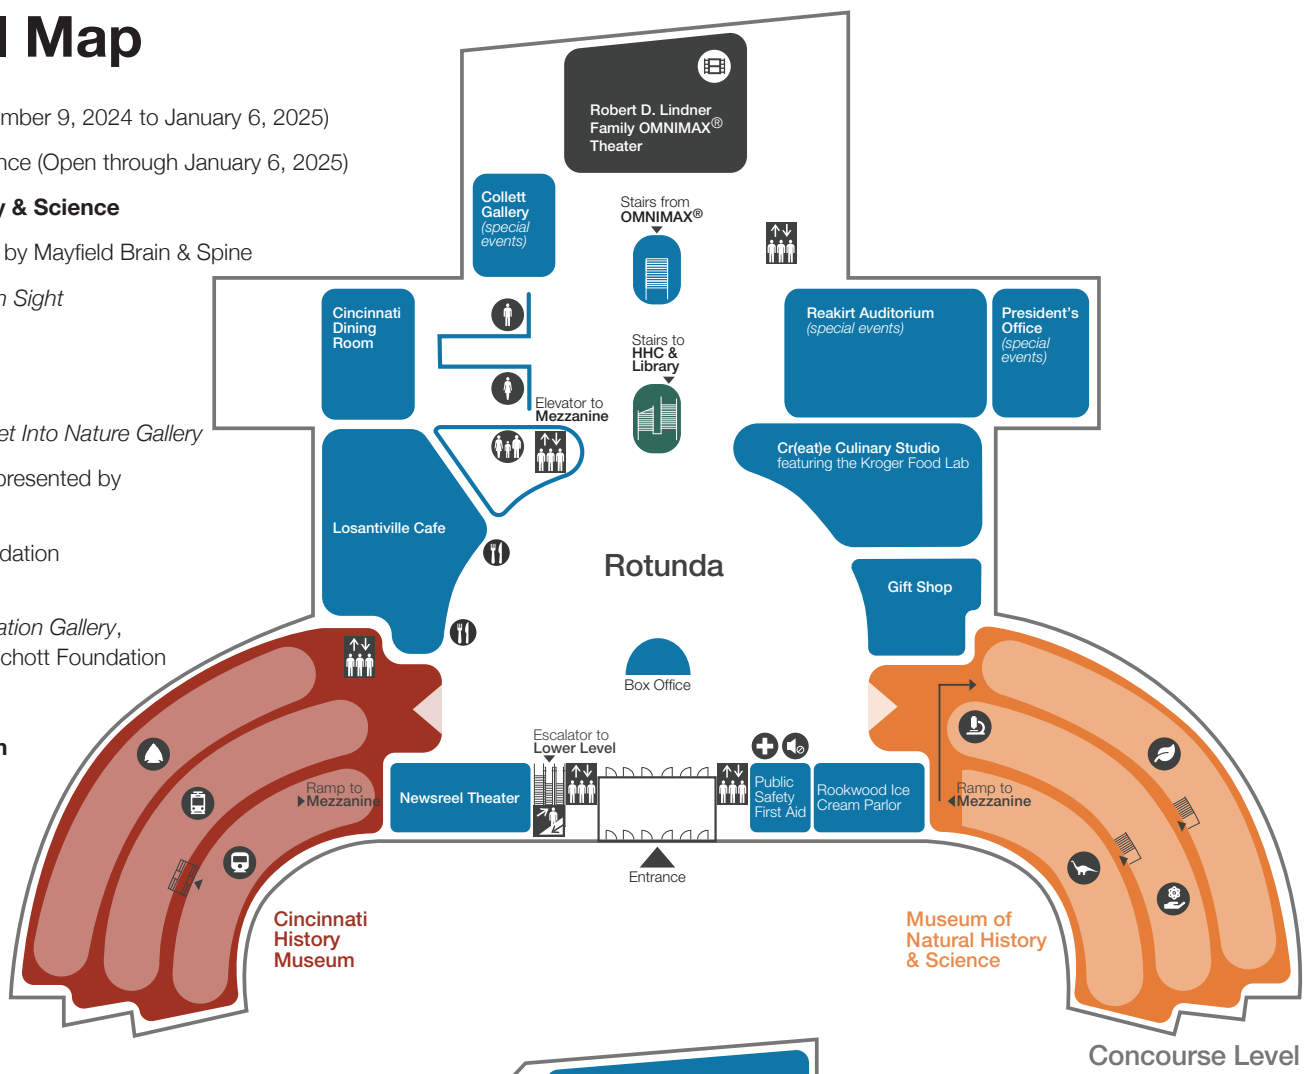 Map
mber 9, 2024 to January 6, 2025)
nce (Open through January 6, 2025)
& Science
by Mayfield Brain & Spine
Sight
et Into Nature Gallery
presented by
dation
ation Gallery,
chott Foundation
Robert D. Lindner
Family OMNIMAX®
Theater
Collett
Gallery
(special
events)
Stairs from
OMNIMAX®
Cincinnati
Dining
Room
Reakirt Auditorium
(special events)
President's
Office
(special
events)
Stairs to
HHC &
Library
Elevator to
Mezzanine
Cr(eat)e Culinary Studio
featuring the Kroger Food Lab
Losantiville Cafe
Rotunda
Gift Shop
Box Office
Escalator to
Lower Level
Ramp to
Mezzanine
Newsreel Theater
Public
Safety
First Aid
Rookwood Ice
Cream Parlor
Ramp to
Mezzanine
Entrance
Cincinnati
History
Museum
Museum of
Natural History
& Science
Concourse Level